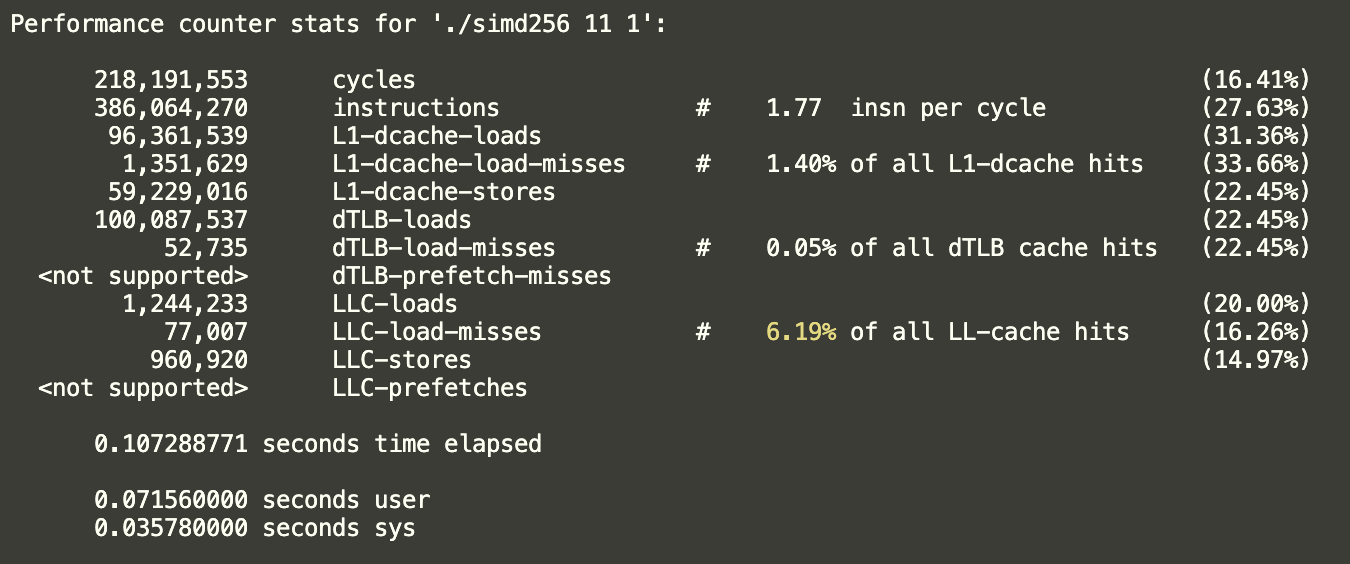 Performance counter stats for './simd256 11 1':
218,191,553 cycles (16.41%)
386,064,270 instructions # 1.77 insn per cycle (27.63%)
96,361,539 L1-dcache-loads (31.36%)
1,351,629 L1-dcache-load-misses # 1.40% of all L1-dcache hits (33.66%)
59,229,016 L1-dcache-stores (22.45%)
100,087,537 dTLB-loads (22.45%)
52,735 dTLB-load-misses # 0.05% of all dTLB cache hits (22.45%)
<not supported> dTLB-prefetch-misses
1,244,233 LLC-loads (20.00%)
77,007 LLC-load-misses # 6.19% of all LL-cache hits (16.26%)
960,920 LLC-stores (14.97%)
<not supported> LLC-prefetches
0.107288771 seconds time elapsed
0.071560000 seconds user
0.035780000 seconds sys